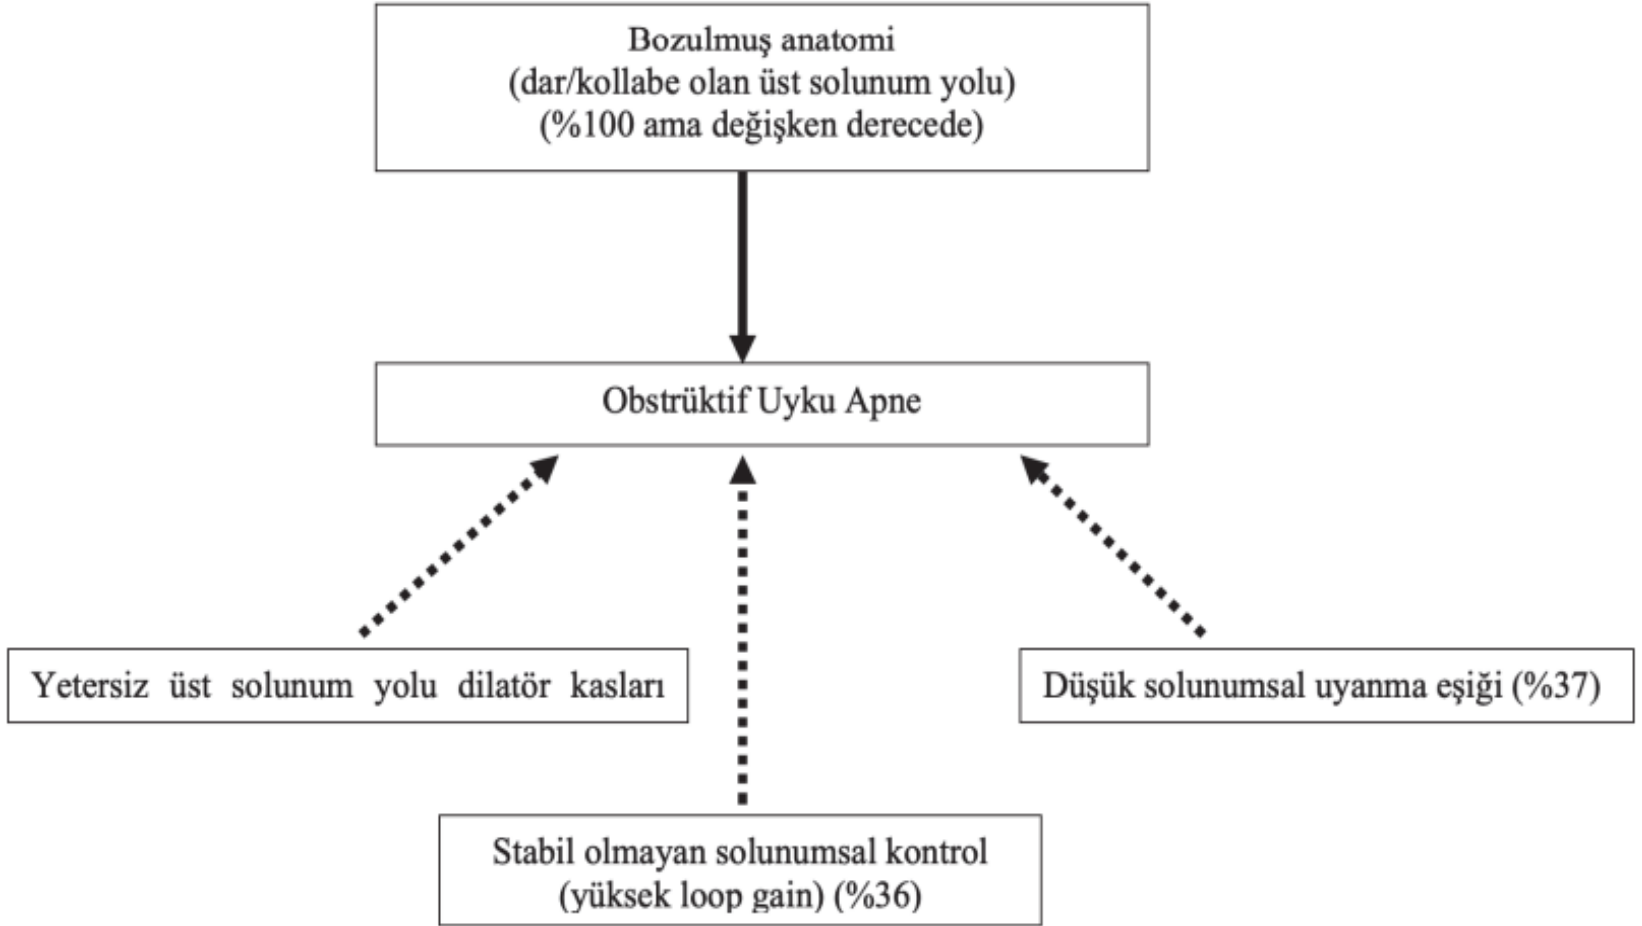 Bozulmuş anatomi
(dar/kollabe olan üst solunum yolu)
(%100 ama değişken derecede)
Obstrüktif Uyku Apne
Yetersiz üst solunum yolu dilatör kasları
Düşük solunumsal uyanma eşiği (%37)
Stabil olmayan solunumsal kontrol
(yüksek loop gain) (%36)